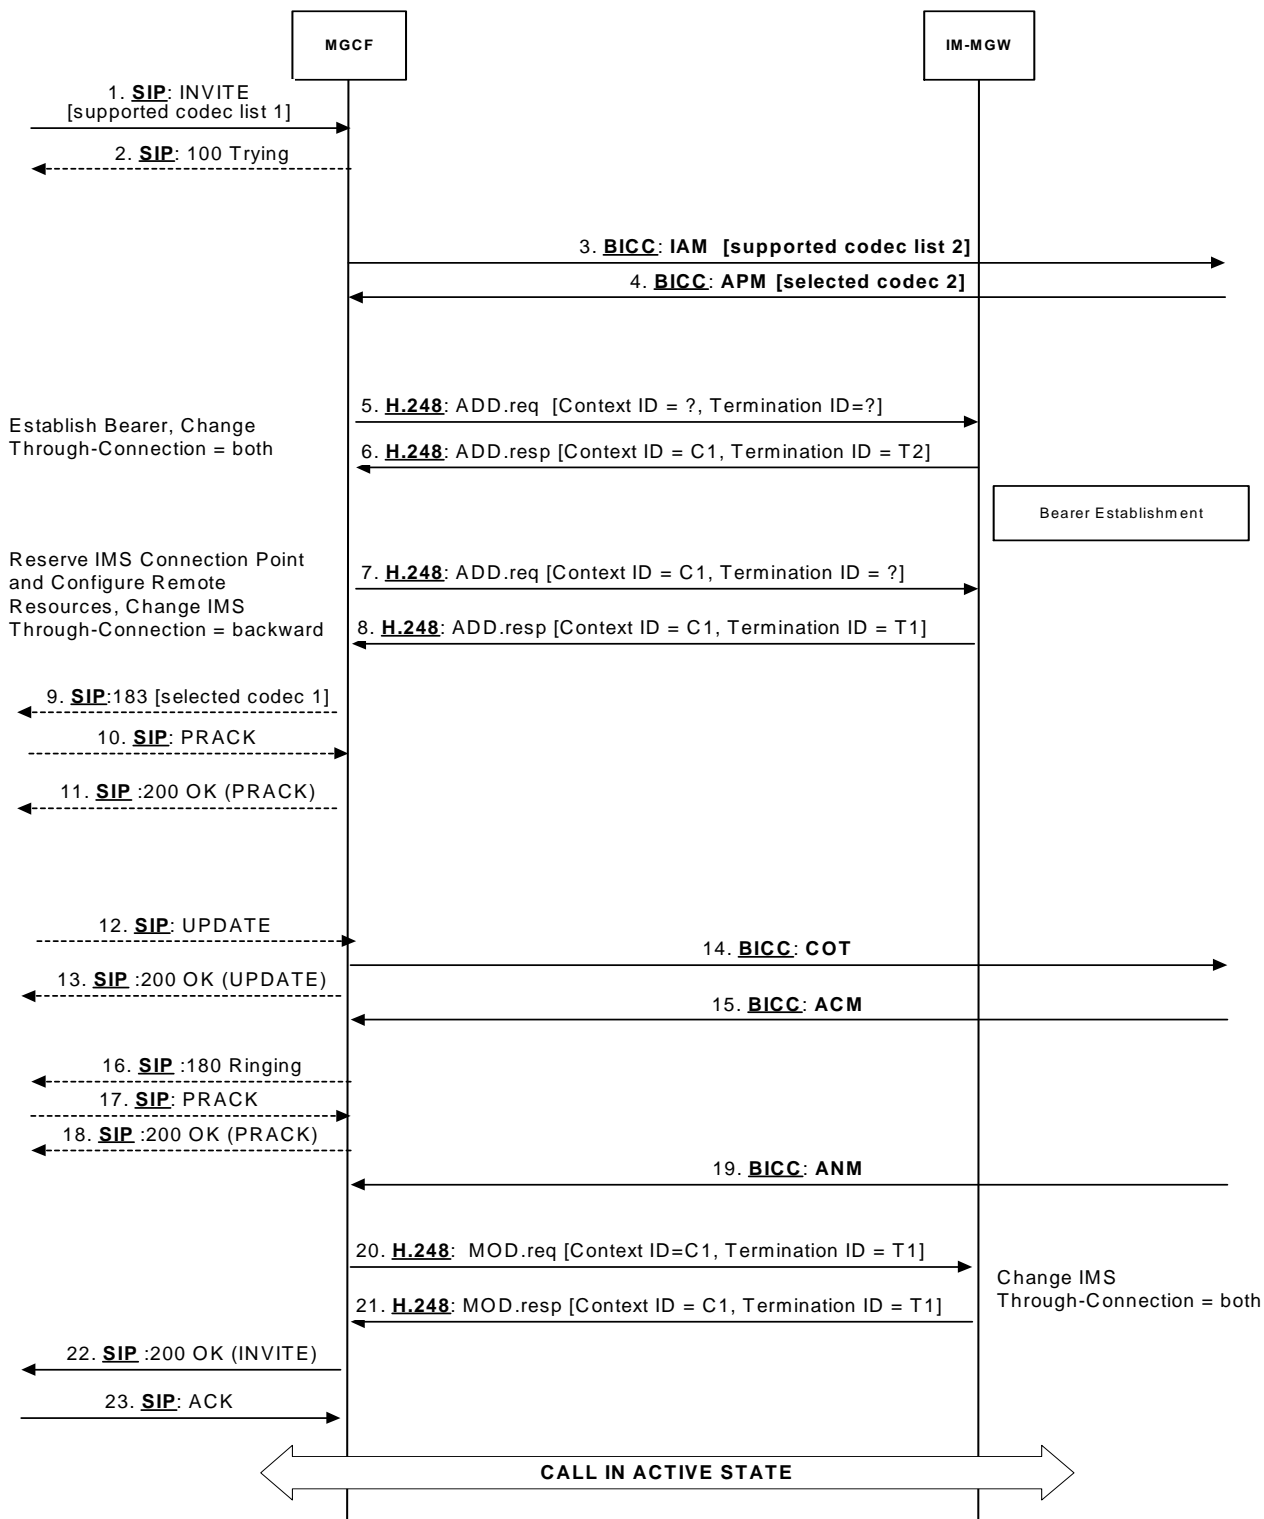 MGCF
IM-MGW
1. SIP: INVITE
[supported codec list 1]
2. SIP: 100 Trying
3. BICC: IAM [supported codec list 2]
4. BICC: APM [selected codec 2]
5. H.248: ADD.req [Context ID = ?, Termination ID=?]
Establish Bearer, Change
Through-Connection = both
6. H.248: ADD.resp [Context ID = C1, Termination ID = T2]
Bearer Establishment
Reserve IMS Connection Point
and Configure Remote
Resources, Change IMS
Through-Connection = backward
7. H.248: ADD.req [Context ID = C1, Termination ID = ?]
8. H.248: ADD.resp [Context ID = C1, Termination ID = T1]
9. SIP:183 [selected codec 1]
10. SIP: PRACK
11. SIP :200 OK (PRACK)
12. SIP: UPDATE
14. BICC: COT
13. SIP :200 OK (UPDATE)
15. BICC: ACM
16. SIP :180 Ringing
17. SIP: PRACK
18. SIP :200 OK (PRACK)
19. BICC: ANM
20. H.248: MOD.req [Context ID=C1, Termination ID = T1]
Change IMS
Through-Connection = both
21. H.248: MOD.resp [Context ID = C1, Termination ID = T1]
22. SIP :200 OK (INVITE)
23. SIP: ACK
CALL IN ACTIVE STATE